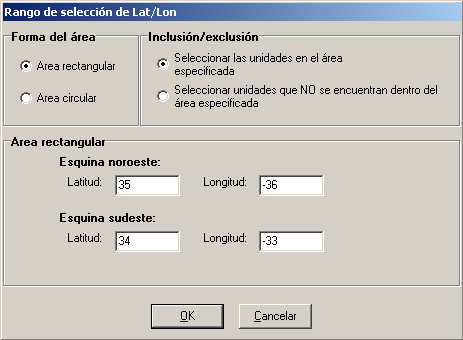 Rango de selección de Lat/Lon
Forma del área
Area rectangular
Area circular
Inclusión/exclusión
Seleccionar las unidades en el área
especificada
Seleccionar unidades que NO se encuentran dentro del
área especificada
Area rectangular
Esquina noroeste:
Latitud: 35 Longitud: -36
Esquina sudeste:
Latitud: 34 Longitud: -33
OK Cancelar